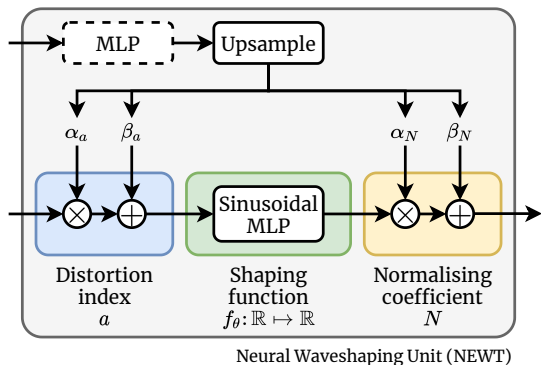 MLP
Upsample
α_a
β_a
α_N
β_N
×
+
Sinusoidal
MLP
×
+
Distortion
index
a
Shaping
function
f_θ: ℝ ↦ ℝ
Normalising
coefficient
N
Neural Waveshaping Unit (NEWT)